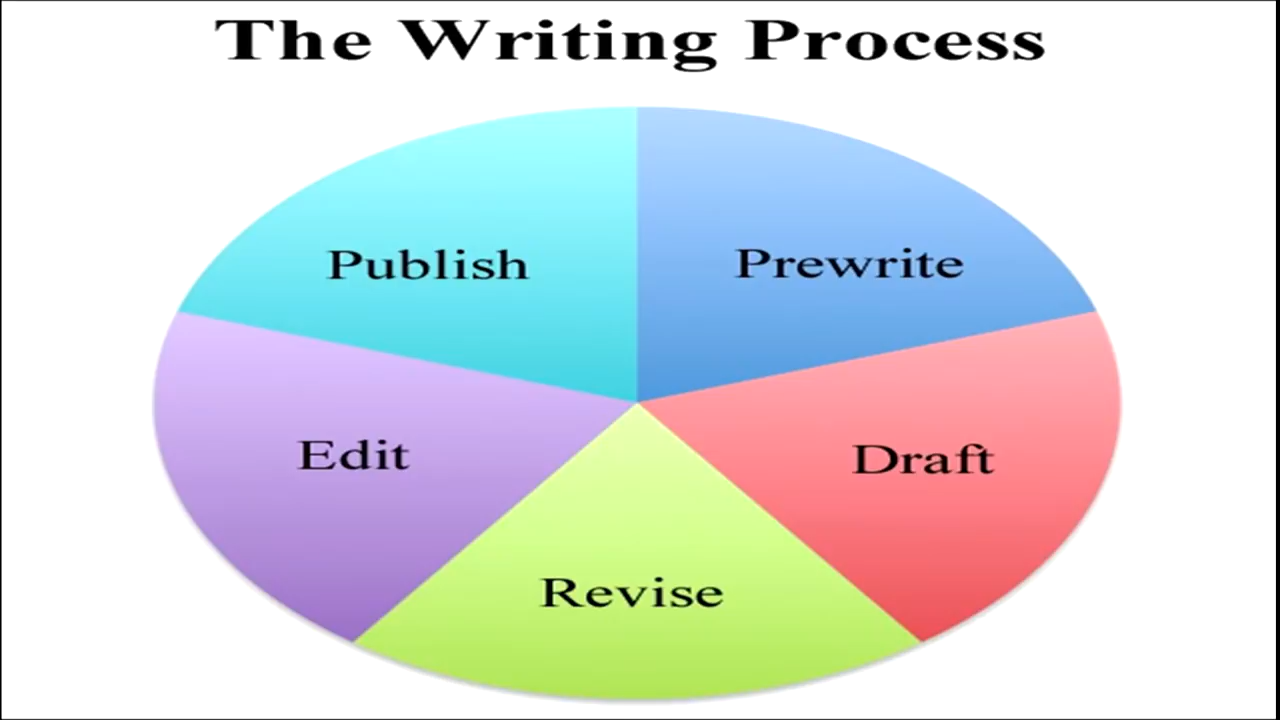 The Writing Process
Publish
Prewrite
Edit
Draft
Revise